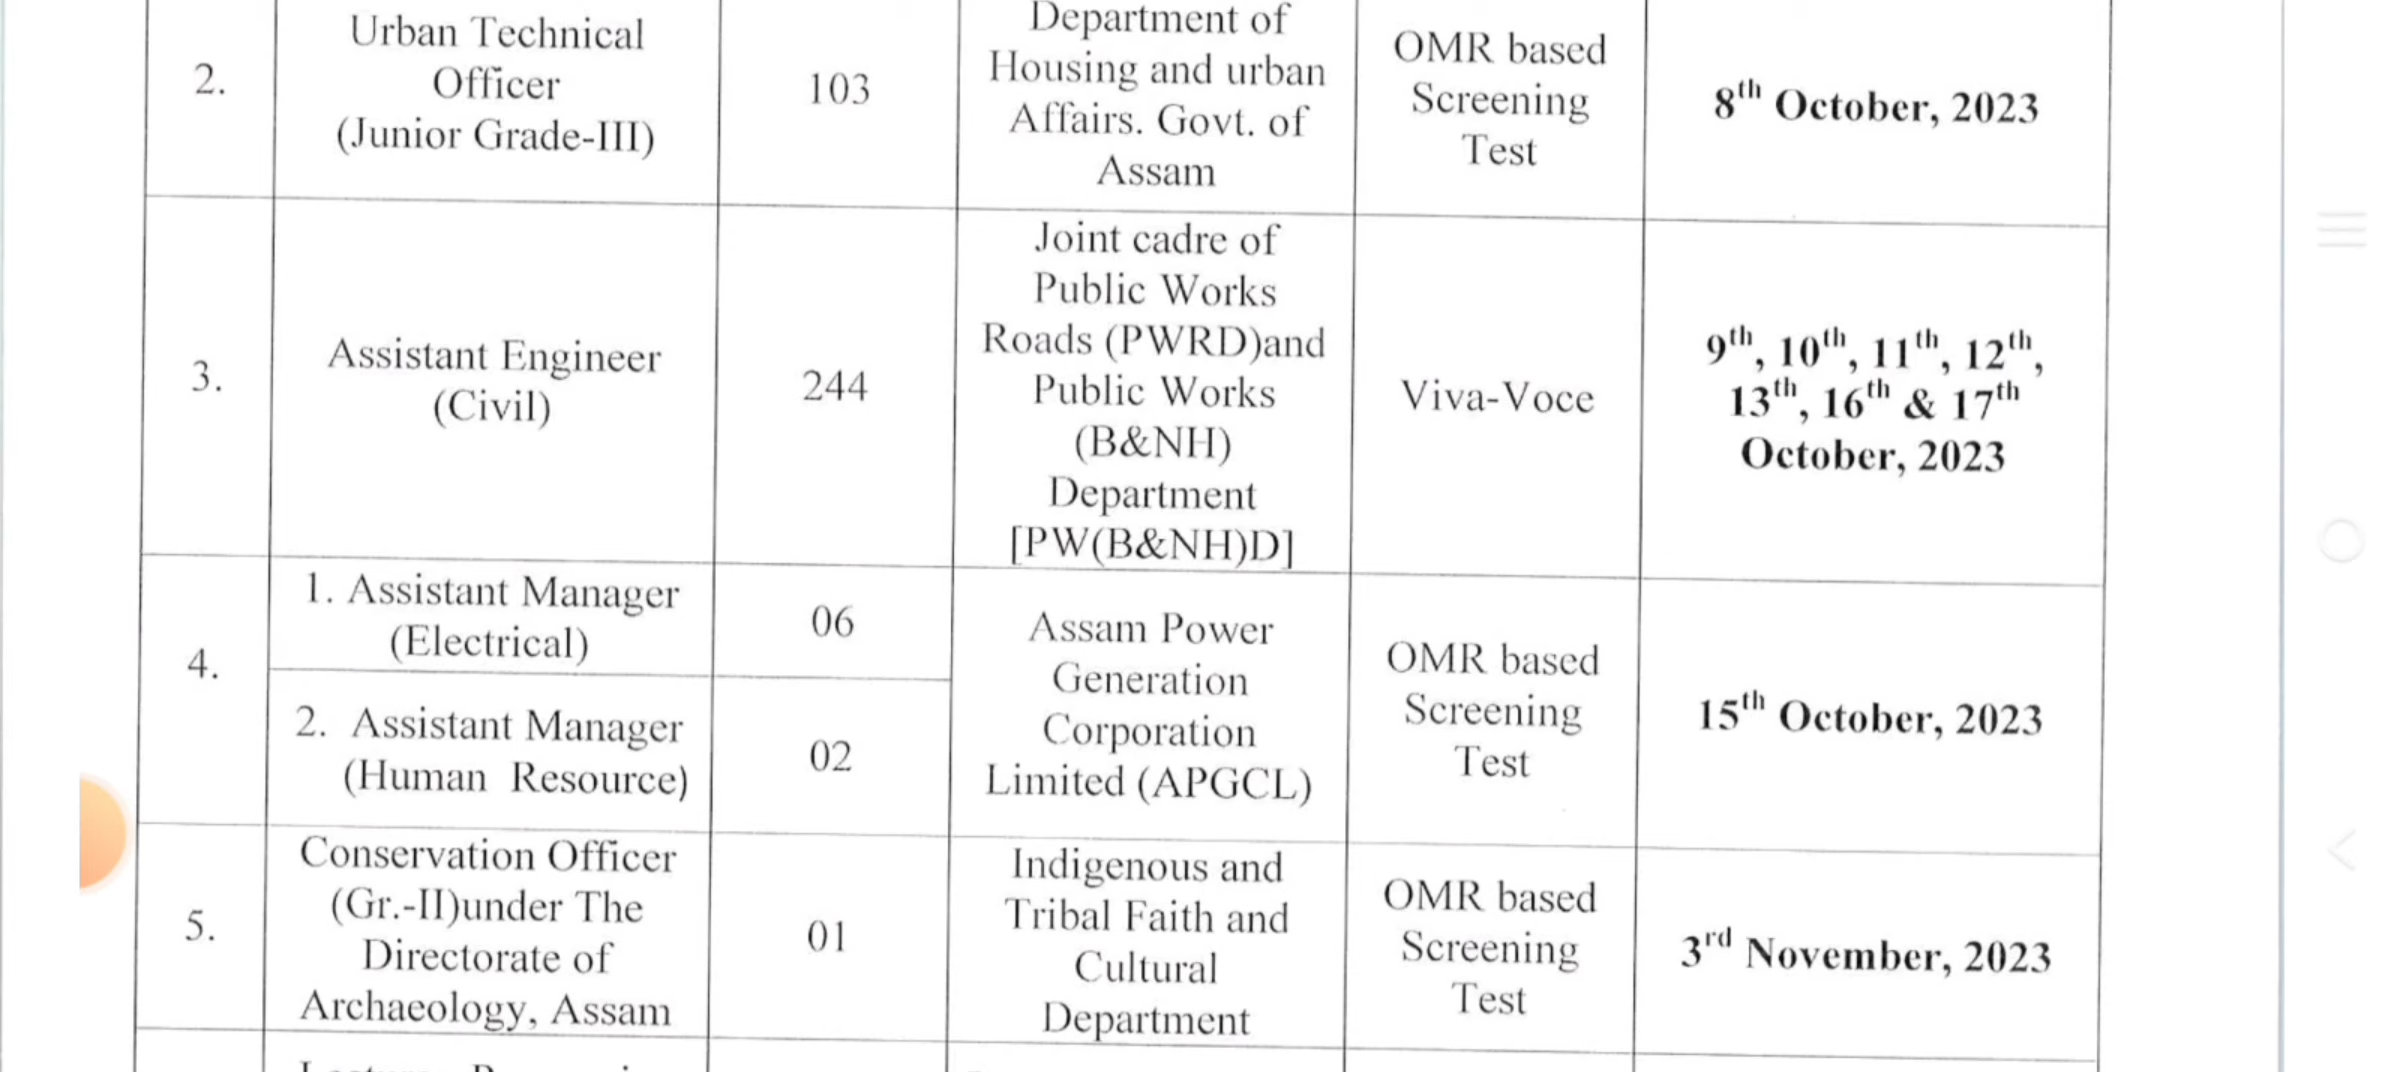 2.
Urban Technical
Officer
(Junior Grade-III)
103
Department of
Housing and urban
Affairs. Govt. of
Assam
OMR based
Screening
Test
8th October, 2023
3.
Assistant Engineer
(Civil)
244
Joint cadre of
Public Works
Roads (PWRD)and
Public Works
(B&NH)
Department
[PW(B&NH)D]
Viva-Voce
9th, 10th, 11th, 12th,
13th, 16th & 17th
October, 2023
4.
1. Assistant Manager
(Electrical)
06
2. Assistant Manager
(Human Resource)
02
Assam Power
Generation
Corporation
Limited (APGCL)
OMR based
Screening
Test
15th October, 2023
5.
Conservation Officer
(Gr.-II)under The
Directorate of
Archaeology, Assam
01
Indigenous and
Tribal Faith and
Cultural
Department
OMR based
Screening
Test
3rd November, 2023